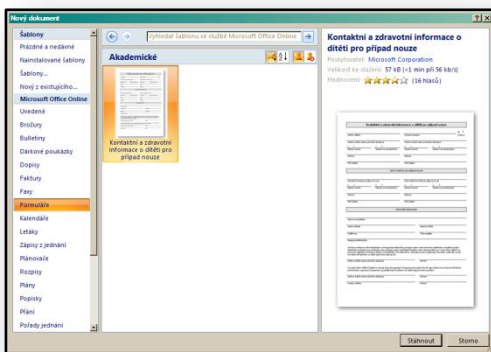 Nový dokument
Šablony
Prázdné a nedávné
Nainstalované šablony
Šablony...
Nový z existujícího...
Microsoft Office Online
Uvedené
Brožury
Bulletiny
Dárkové poukázky
Dopisy
Faktury
Faxy
Formuláře
Kalendáře
Letáky
Zápisy z jednání
Plánovače
Rozpisy
Plány
Popisky
Přání
Pořady jednání
Vyhledat šablonu ve službě Microsoft Office Online
Akademické
Kontaktní a zdravotní
informace o dítěti pro
případ nouze
Kontaktní a zdravotní informace o
dítěti pro případ nouze
Poskytovatel: Microsoft Corporation
Velikost ke stažení: 57 kB (<1 min při 56 kb/s)
Hodnocení: (16 hlasů)
Stáhnout
Storno